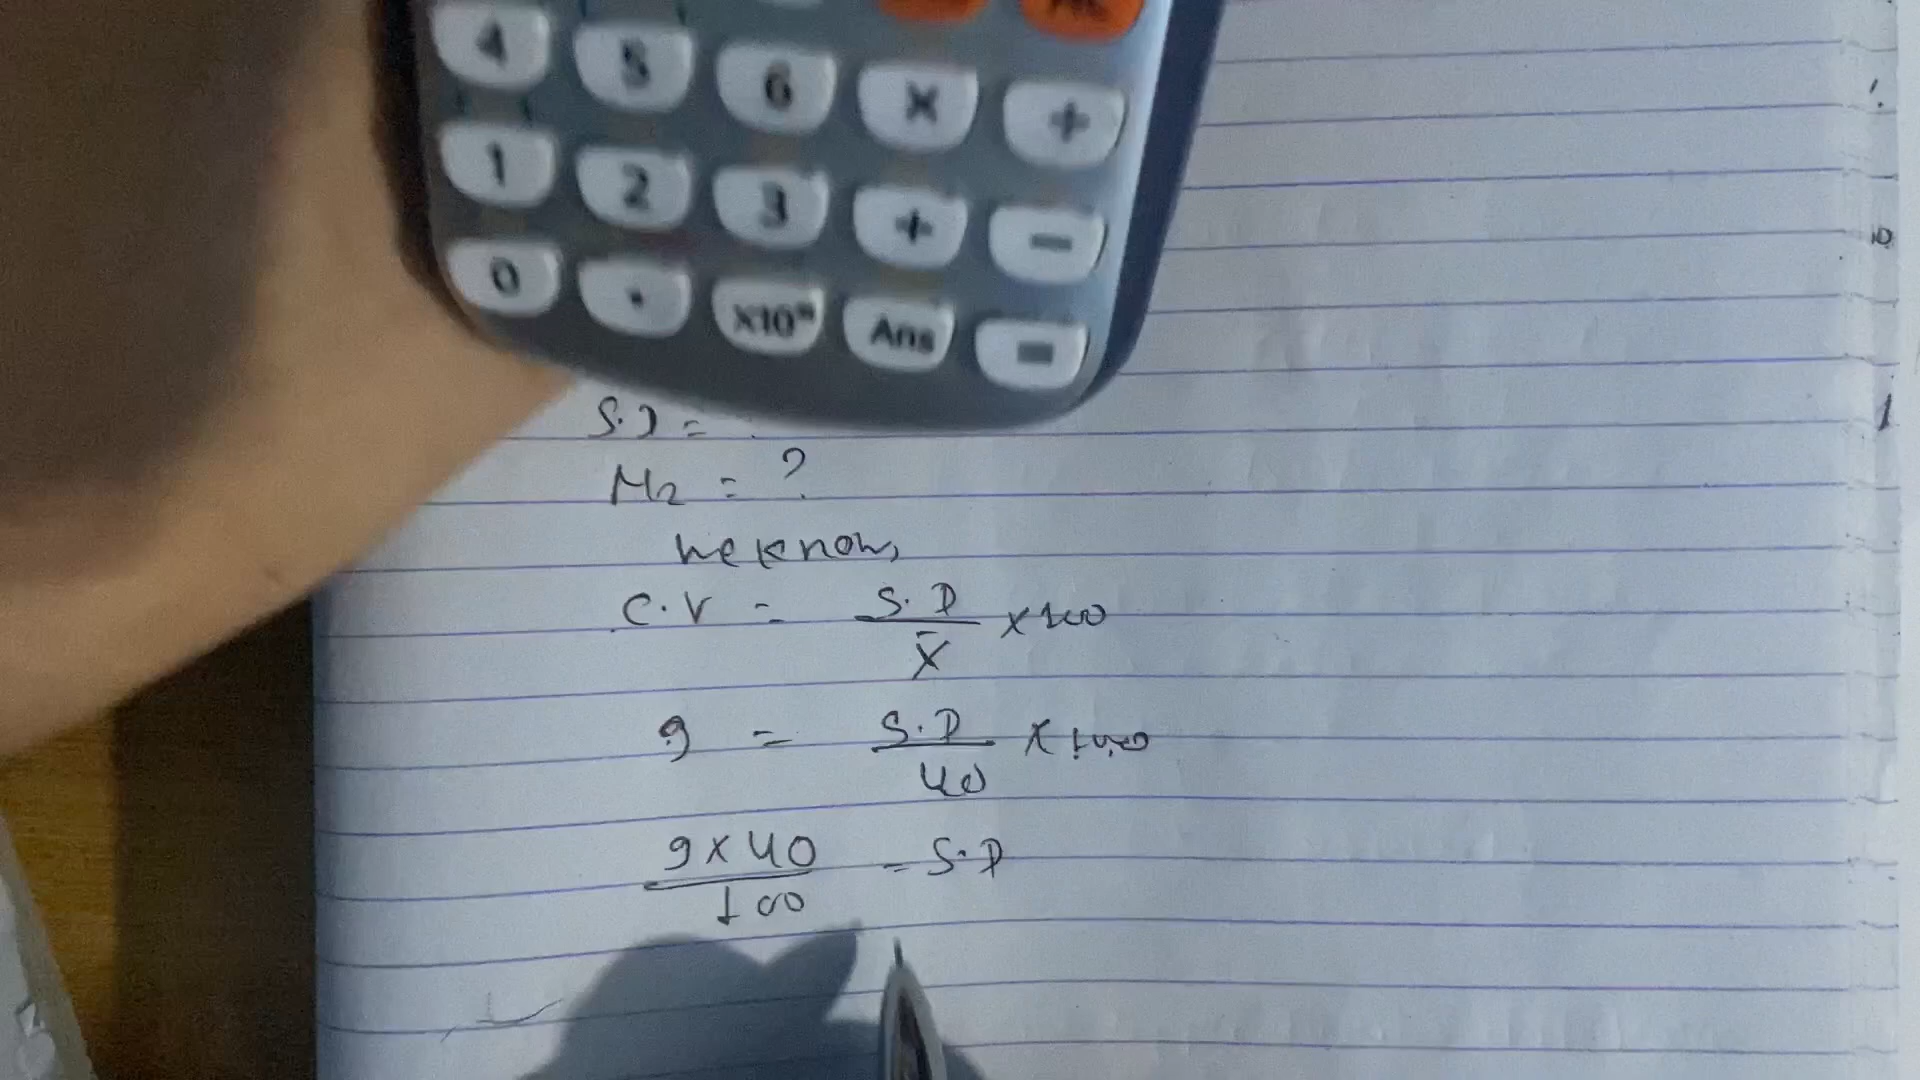 4 5 6 × ÷
1 2 3 + −
0 . ×10ˣ Ans =
S.D =
M2 = ?
we know,
C.V = S.D / X̄ × 100
9 = S.D / 40 × 100
9 × 40 / 100 = S.D